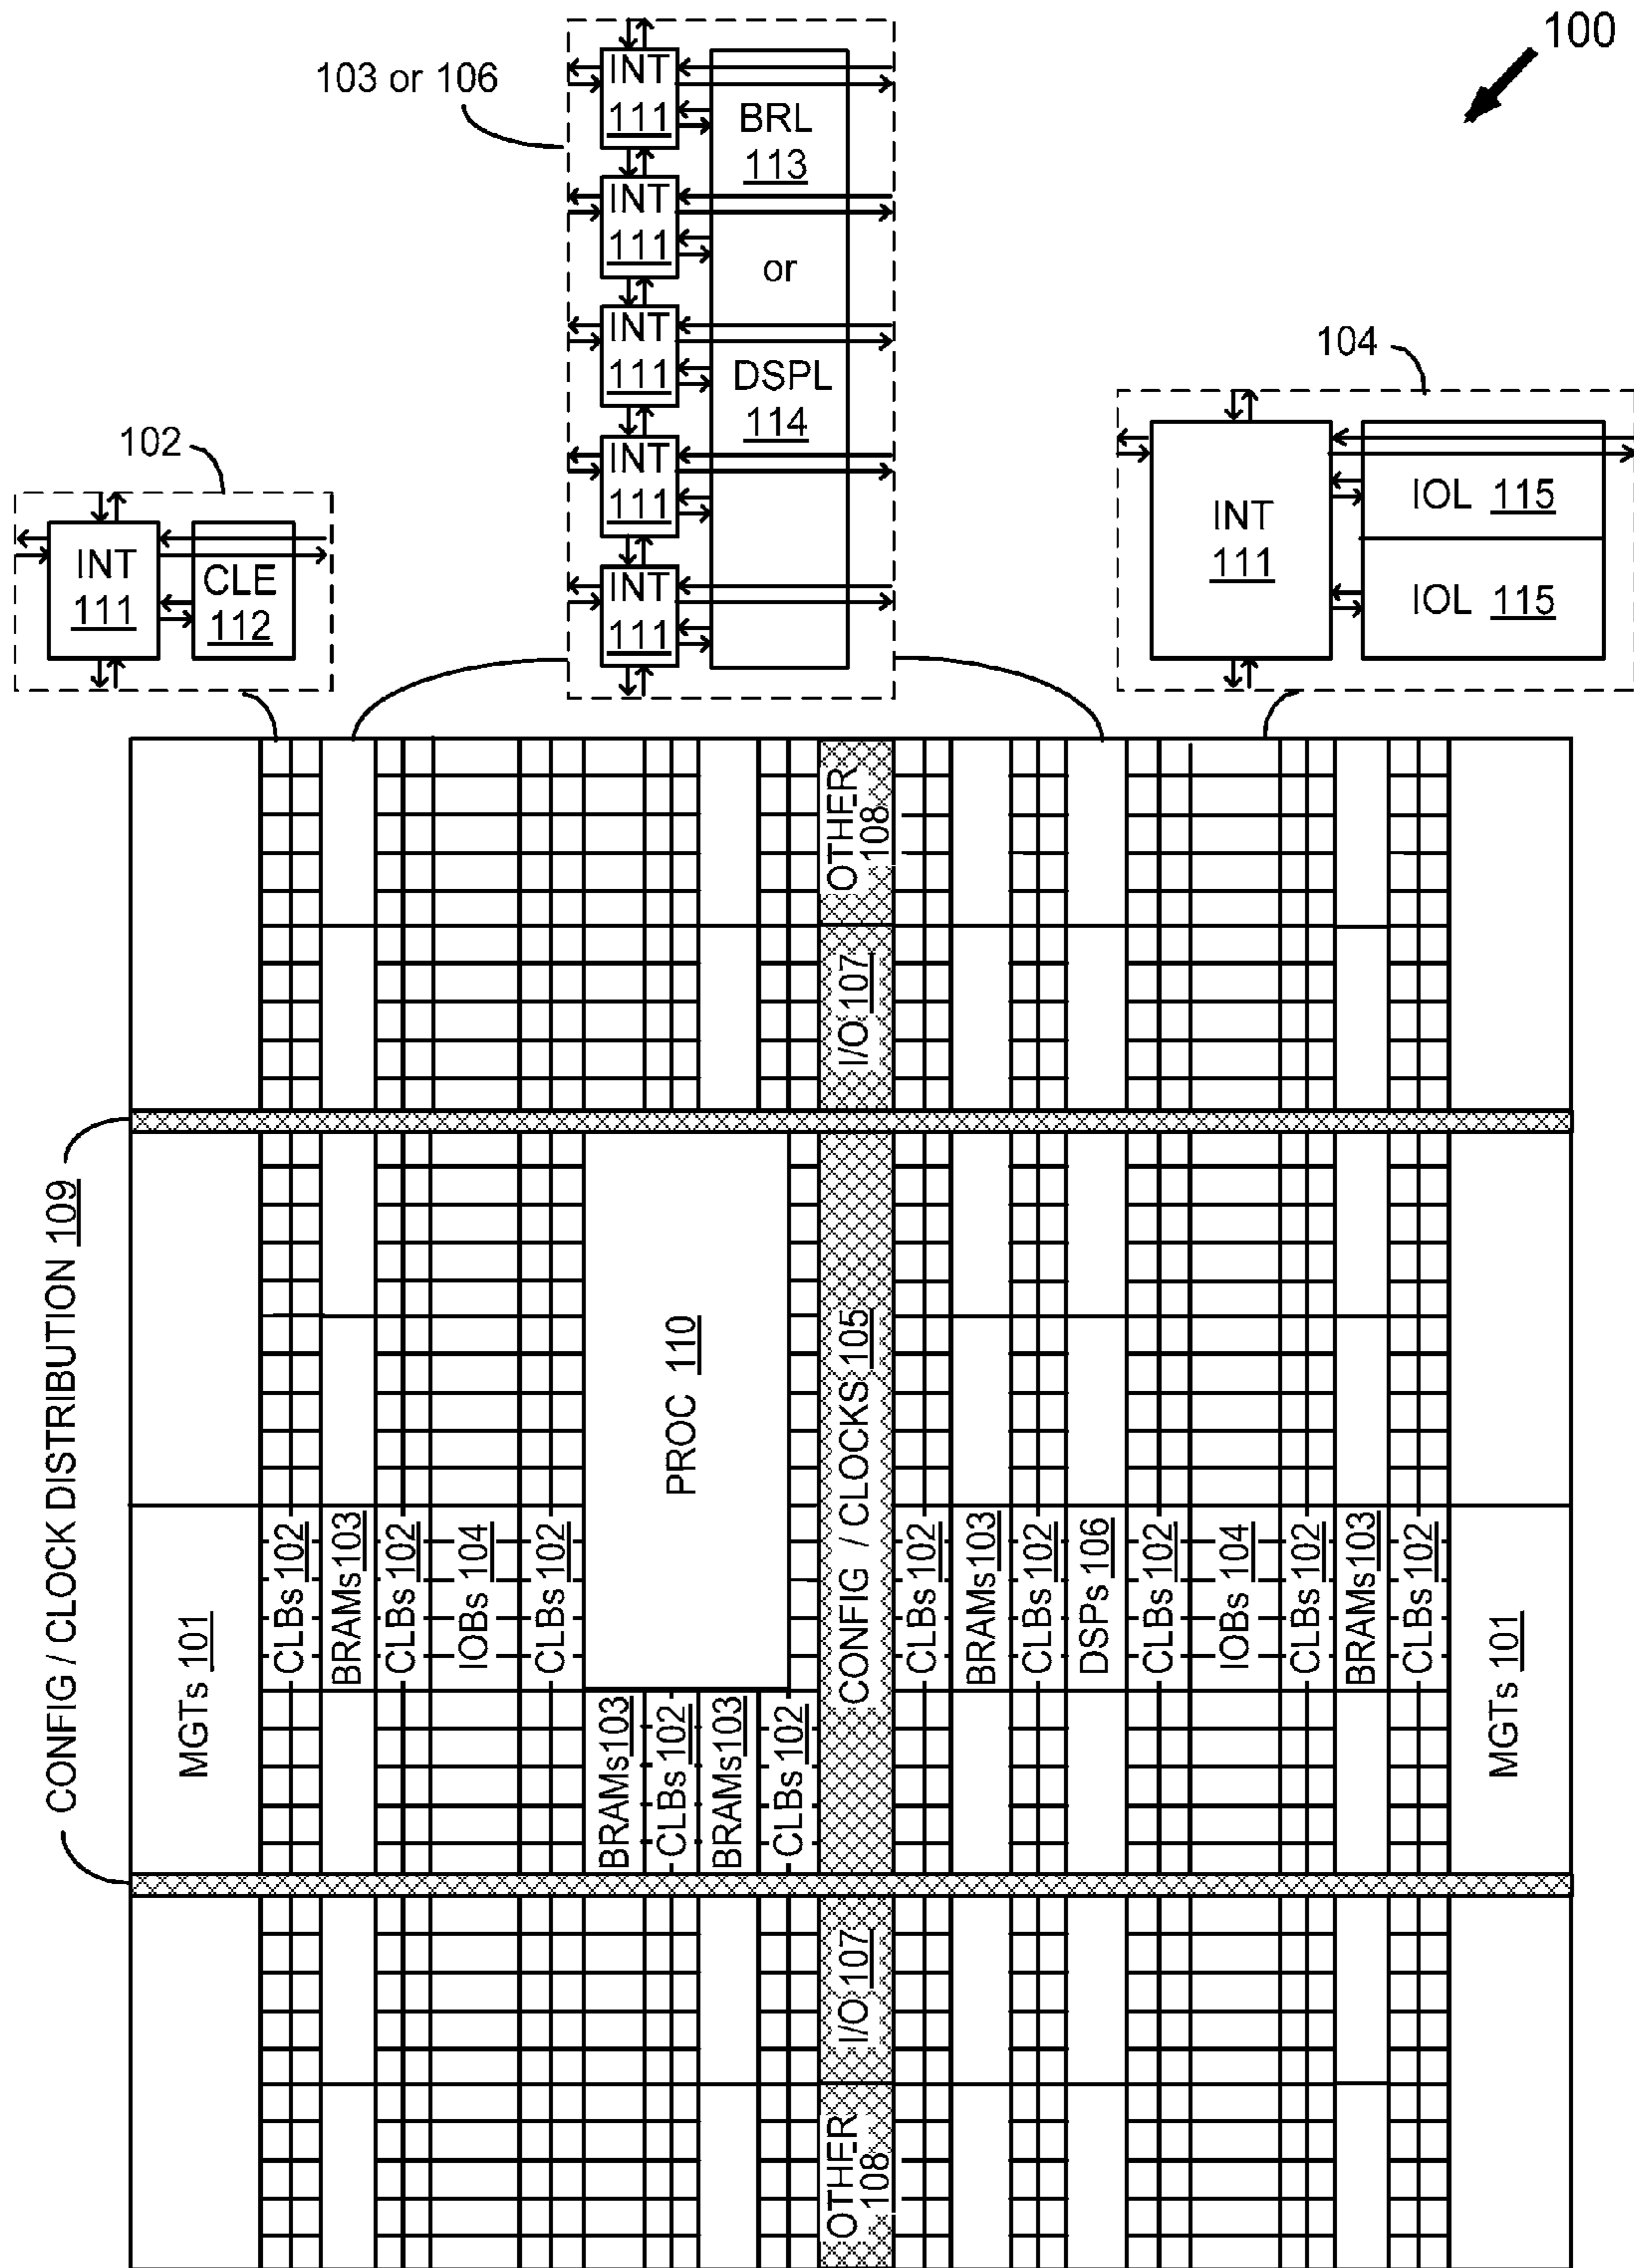 100
103 or 106
INT
111
INT
111
INT
111
INT
111
INT
111
BRL
113
or
DSPL
114
104
INT
111
IOL 115
IOL 115
102
INT
111
CLE
112
OTHER
108
I/O 107
CONFIG / CLOCK DISTRIBUTION 109
PROC 110
CONFIG / CLOCKS 105
MGTs 101
CLBs 102
BRAMs 103
CLBs 102
IOBs 104
CLBs 102
BRAMs 103
CLBs 102
BRAMs 103
CLBs 102
CLBs 102
BRAMs 103
CLBs 102
DSPs 106
CLBs 102
IOBs 104
CLBs 102
BRAMs 103
CLBs 102
MGTs 101
I/O 107
OTHER
108